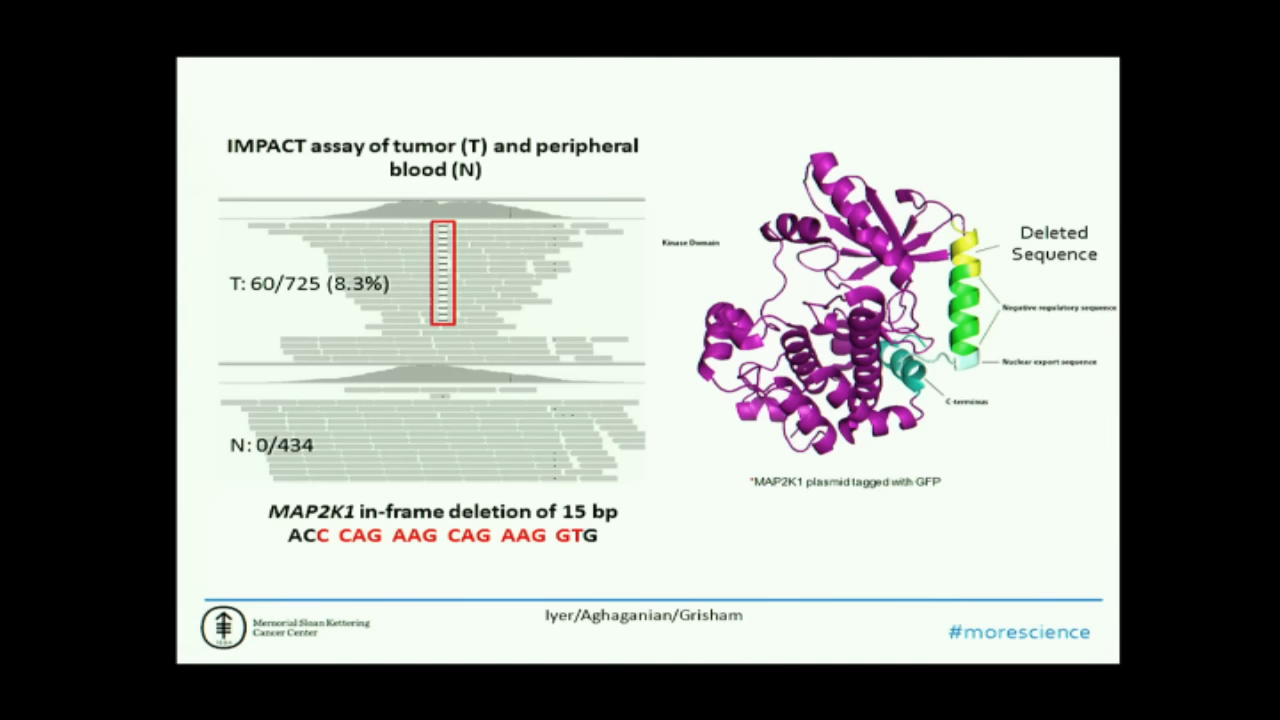 IMPACT assay of tumor (T) and peripheral
blood (N)
T: 60/725 (8.3%)
N: 0/434
MAP2K1 in-frame deletion of 15 bp
ACC CAG AAG CAG AAG GTG
Kinase Domain
Deleted
Sequence
Negative regulatory sequence
Nuclear export sequence
C-terminus
*MAP2K1 plasmid tagged with GFP
Memorial Sloan Kettering
Cancer Center
Iyer/Aghaganian/Grisham
#morescience